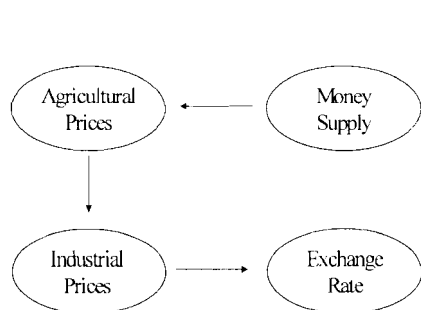 Agricultural
Prices
Money
Supply
Industrial
Prices
Exchange
Rate